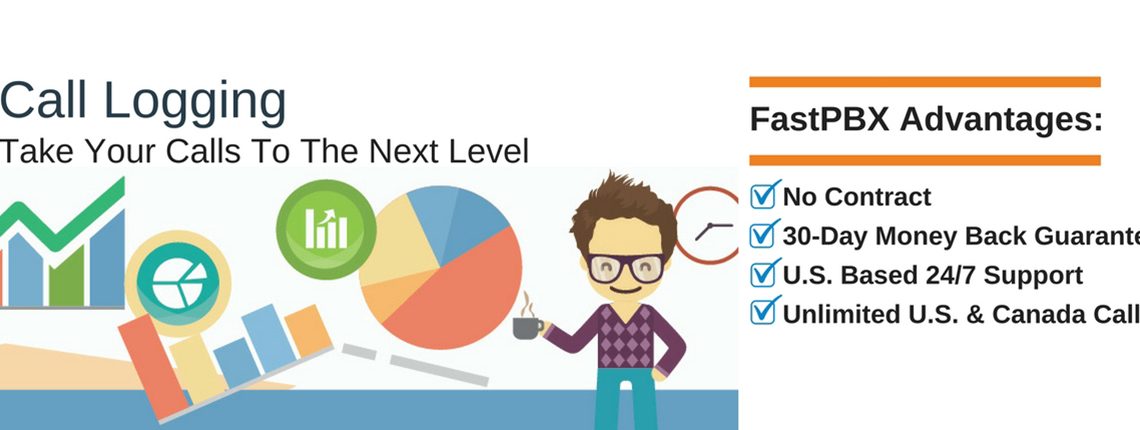 Call Logging
Take Your Calls To The Next Level
FastPBX Advantages:
No Contract
30-Day Money Back Guarante
U.S. Based 24/7 Support
Unlimited U.S. & Canada Call